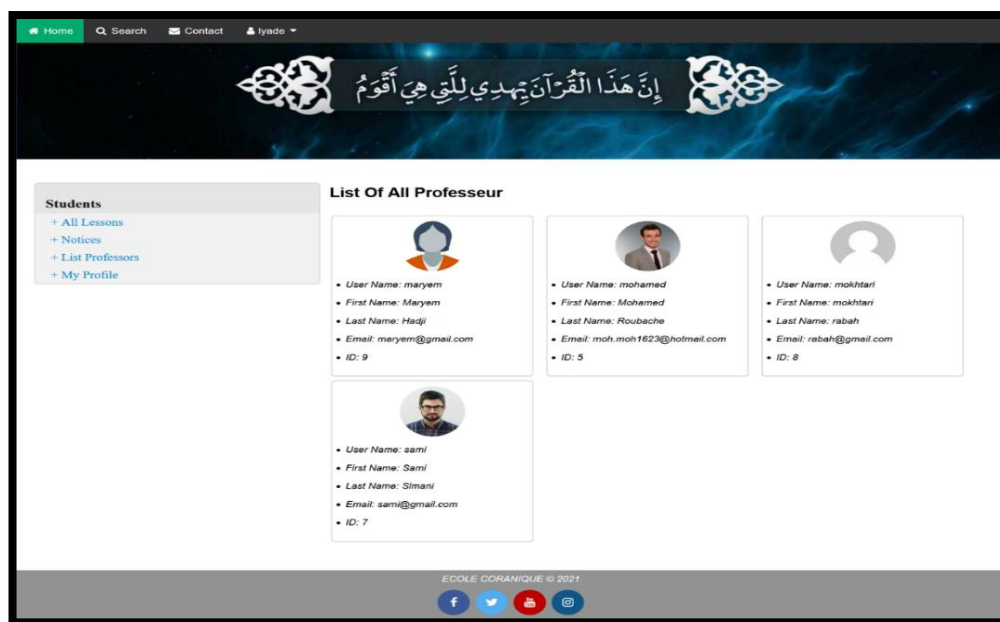 Home Search Contact Iyade
إِنَّ هَذَا الْقُرْآنَ يَهْدِي لِلَّتِي هِيَ أَقْوَمُ
Students
+ All Lessons
+ Notices
+ List Professors
+ My Profile
List Of All Professeur
• User Name: maryem
• First Name: Maryem
• Last Name: Hadji
• Email: maryem@gmail.com
• ID: 9
• User Name: mohamed
• First Name: Mohamed
• Last Name: Roubache
• Email: moh.moh1623@hotmail.com
• ID: 5
• User Name: mokhtari
• First Name: mokhtari
• Last Name: rabah
• Email: rabah@gmail.com
• ID: 8
• User Name: sami
• First Name: Sami
• Last Name: Slmani
• Email: sami@gmail.com
• ID: 7
ECOLE CORANIQUE © 2021